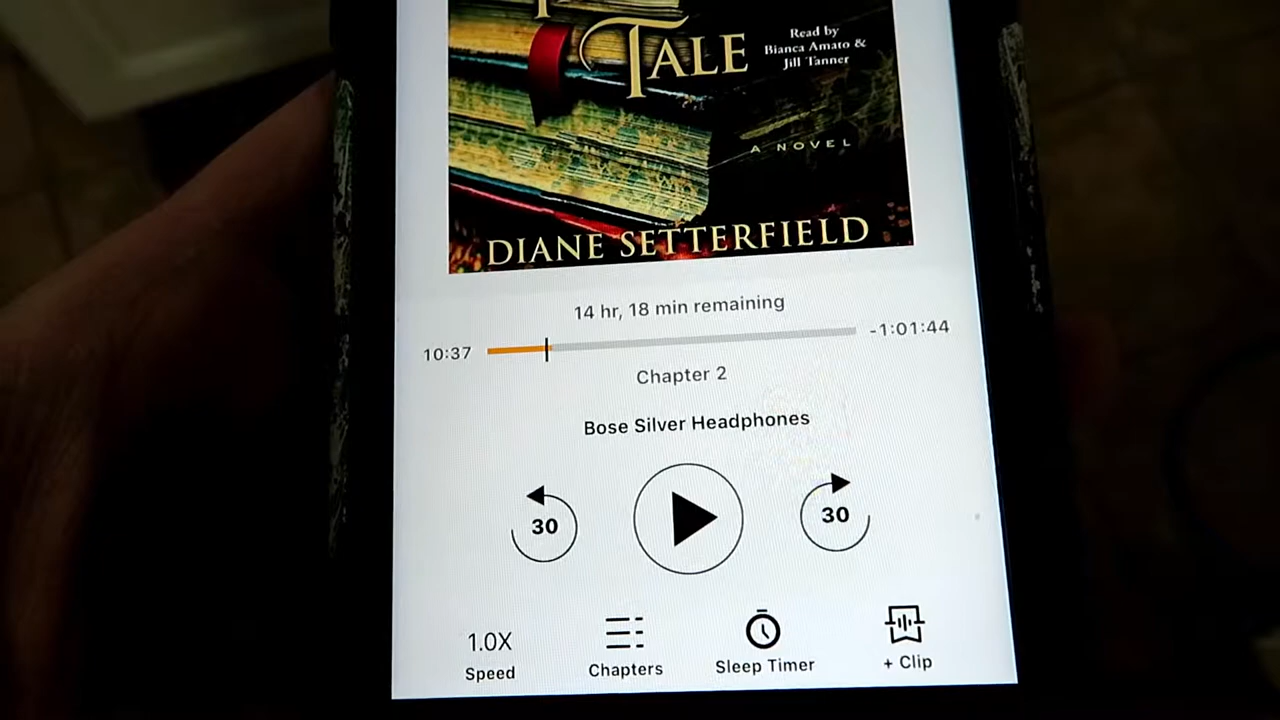 TALE
Read by
Bianca Amato &
Jill Tanner
A NOVEL
DIANE SETTERFIELD
14 hr, 18 min remaining
10:37
-1:01:44
Chapter 2
Bose Silver Headphones
30
30
1.0X
Speed
Chapters
Sleep Timer
+ Clip